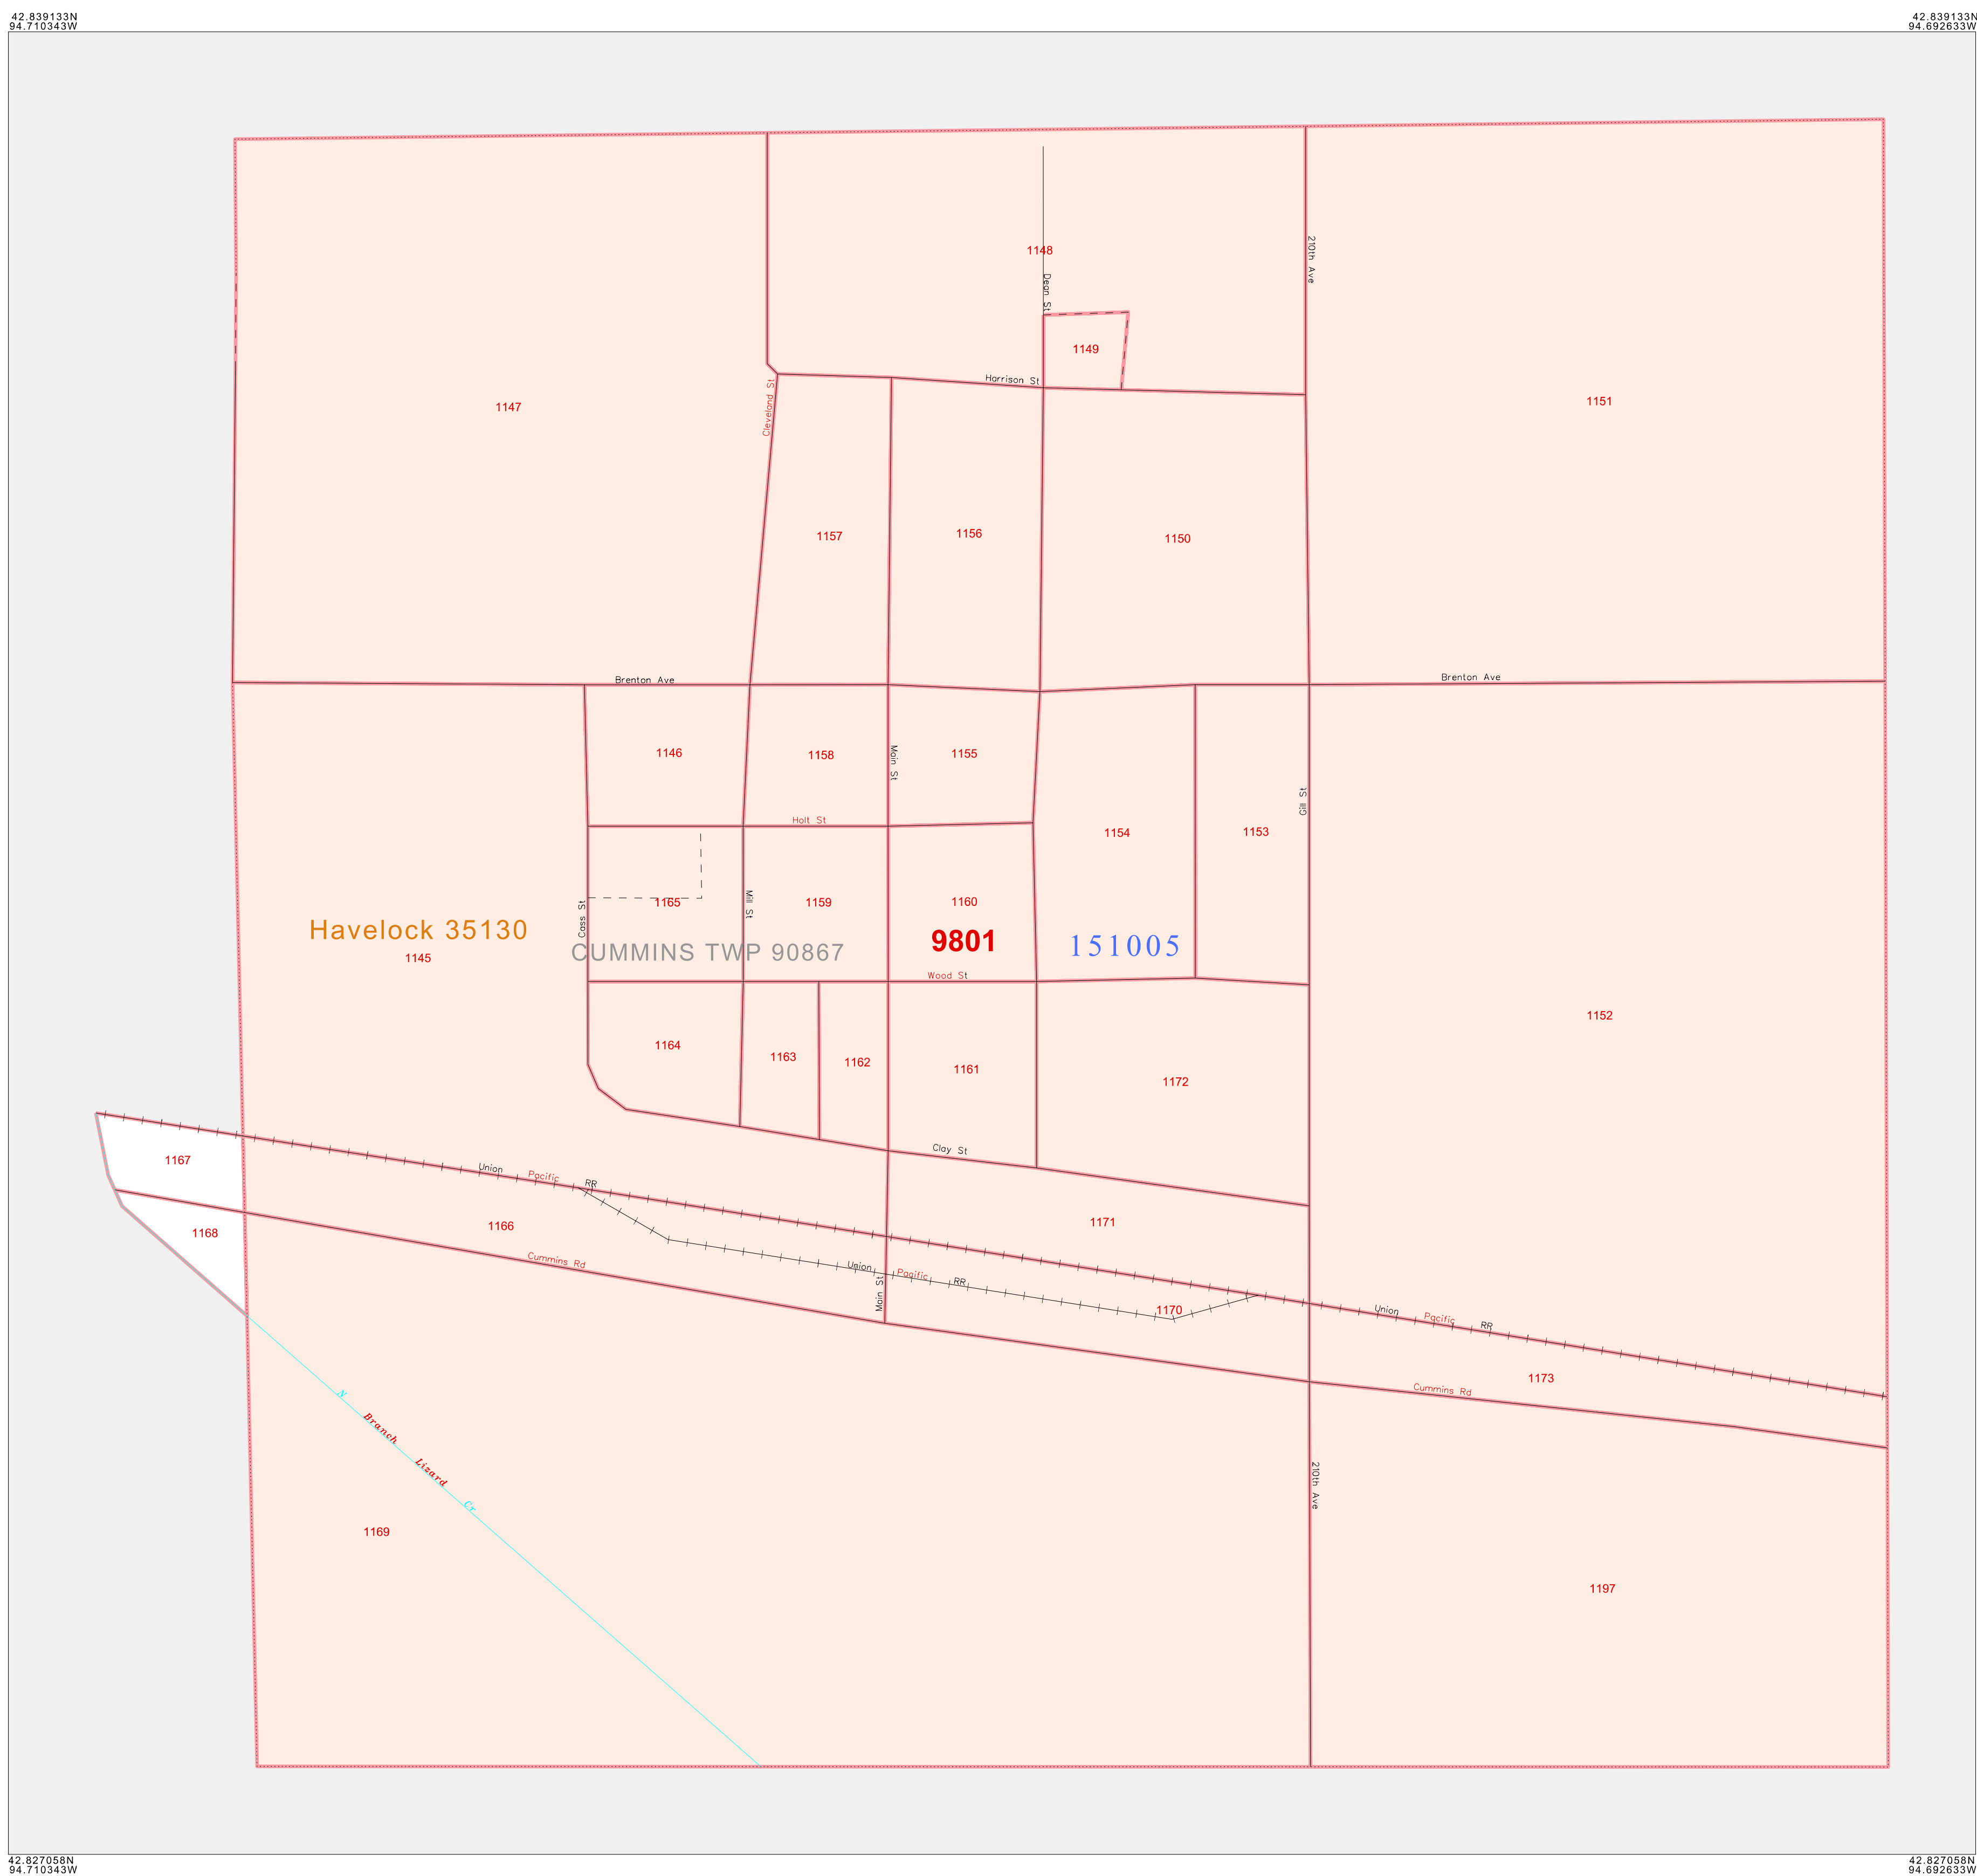 42.839133N
94.710343W
42.839133N
94.692633W
1148
210th Ave
Dean St
1149
Harrison St
Cleveland St
1147
1151
1157
1156
1150
Brenton Ave
Brenton Ave
1146
1158
Main St
1155
Gill St
Holt St
1154
1153
1165
Mill St
1159
1160
Cass St
Havelock 35130
CUMMINS TWP 90867
9801
151005
1145
Wood St
1152
1164
1163
1162
1161
1172
Clay St
1167
Union Pacific RR
1168
1166
1171
Cummins Rd
Union Pacific RR
Main St
1170
Union Pacific RR
1173
Cummins Rd
N Branch Lizard Cr
210th Ave
1169
1197
42.827058N
94.710343W
42.827058N
94.692633W